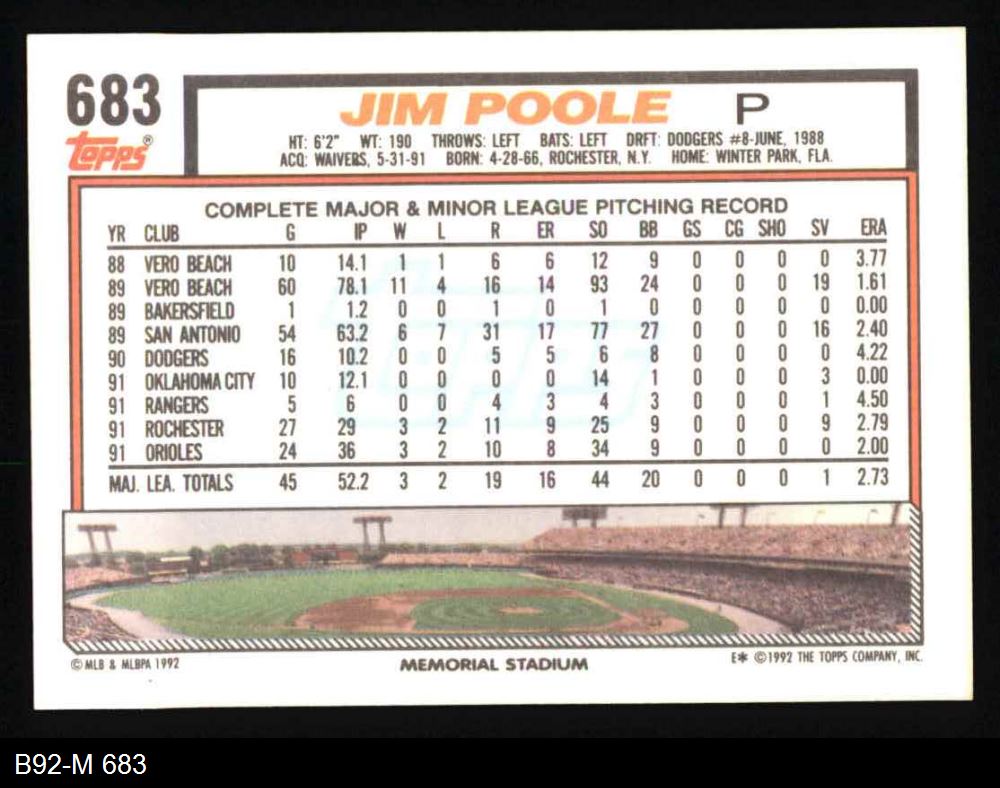 683
Topps®
JIM POOLE P
HT: 6'2" WT: 190 THROWS: LEFT BATS: LEFT DRFT: DODGERS #8-JUNE, 1988
ACQ: WAIVERS, 5-31-91 BORN: 4-28-66, ROCHESTER, N.Y. HOME: WINTER PARK, FLA.
COMPLETE MAJOR & MINOR LEAGUE PITCHING RECORD
YR CLUB G IP W L R ER SO BB GS CG SHO SV ERA
88 VERO BEACH 10 14.1 1 1 6 6 12 9 0 0 0 0 3.77
89 VERO BEACH 60 78.1 11 4 16 14 93 24 0 0 0 19 1.61
89 BAKERSFIELD 1 1.2 0 0 1 0 1 0 0 0 0 0 0.00
89 SAN ANTONIO 54 63.2 6 7 31 17 77 27 0 0 0 16 2.40
90 DODGERS 16 10.2 0 0 5 5 6 8 0 0 0 0 4.22
91 OKLAHOMA CITY 10 12.1 0 0 0 0 14 1 0 0 0 3 0.00
91 RANGERS 5 6 0 0 4 3 4 3 0 0 0 1 4.50
91 ROCHESTER 27 29 3 2 11 9 25 9 0 0 0 9 2.79
91 ORIOLES 24 36 3 2 10 8 34 9 0 0 0 0 2.00
MAJ. LEA. TOTALS 45 52.2 3 2 19 16 44 20 0 0 0 1 2.73
© MLB & MLBPA 1992 MEMORIAL STADIUM E* ©1992 THE TOPPS COMPANY, INC.
B92-M 683